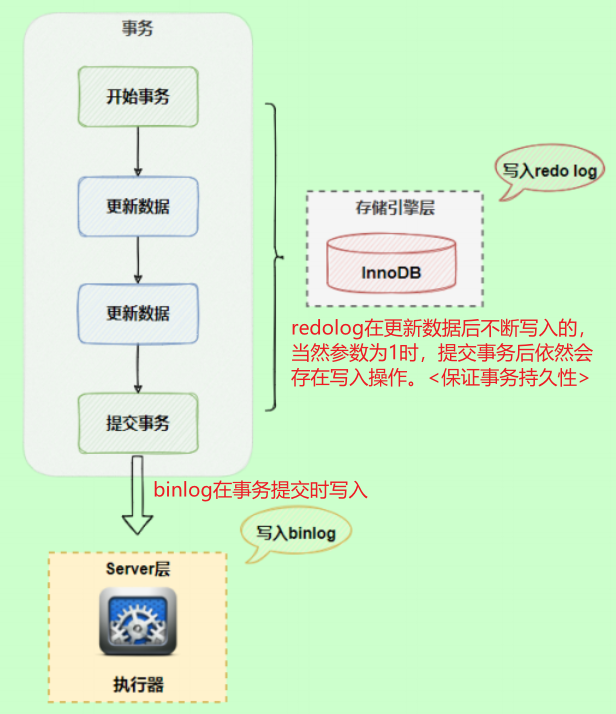 事务
开始事务
更新数据
更新数据
提交事务
写入redo log
存储引擎层
InnoDB
redolog在更新数据后不断写入的，
当然参数为1时，提交事务后依然会
存在写入操作。<保证事务持久性>
binlog在事务提交时写入
写入binlog
Server层
执行器